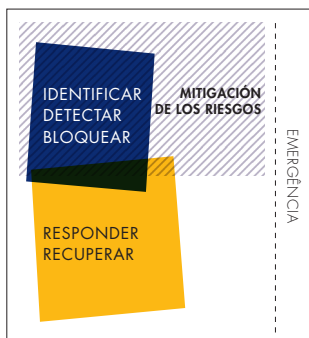 IDENTIFICAR
DETECTAR
BLOQUEAR
MITIGACIÓN
DE LOS RIESGOS
RESPONDER
RECUPERAR
EMERGÊNCIA